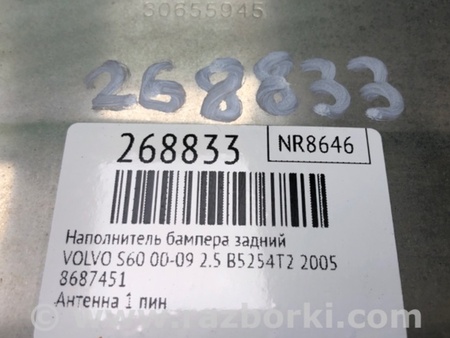 30655945
268833
268833
NR8646
Наполнитель бампера задний
VOLVO S60 00-09 2.5 B5254T2 2005
8687451
Антенна 1 пин
www.razborki.com